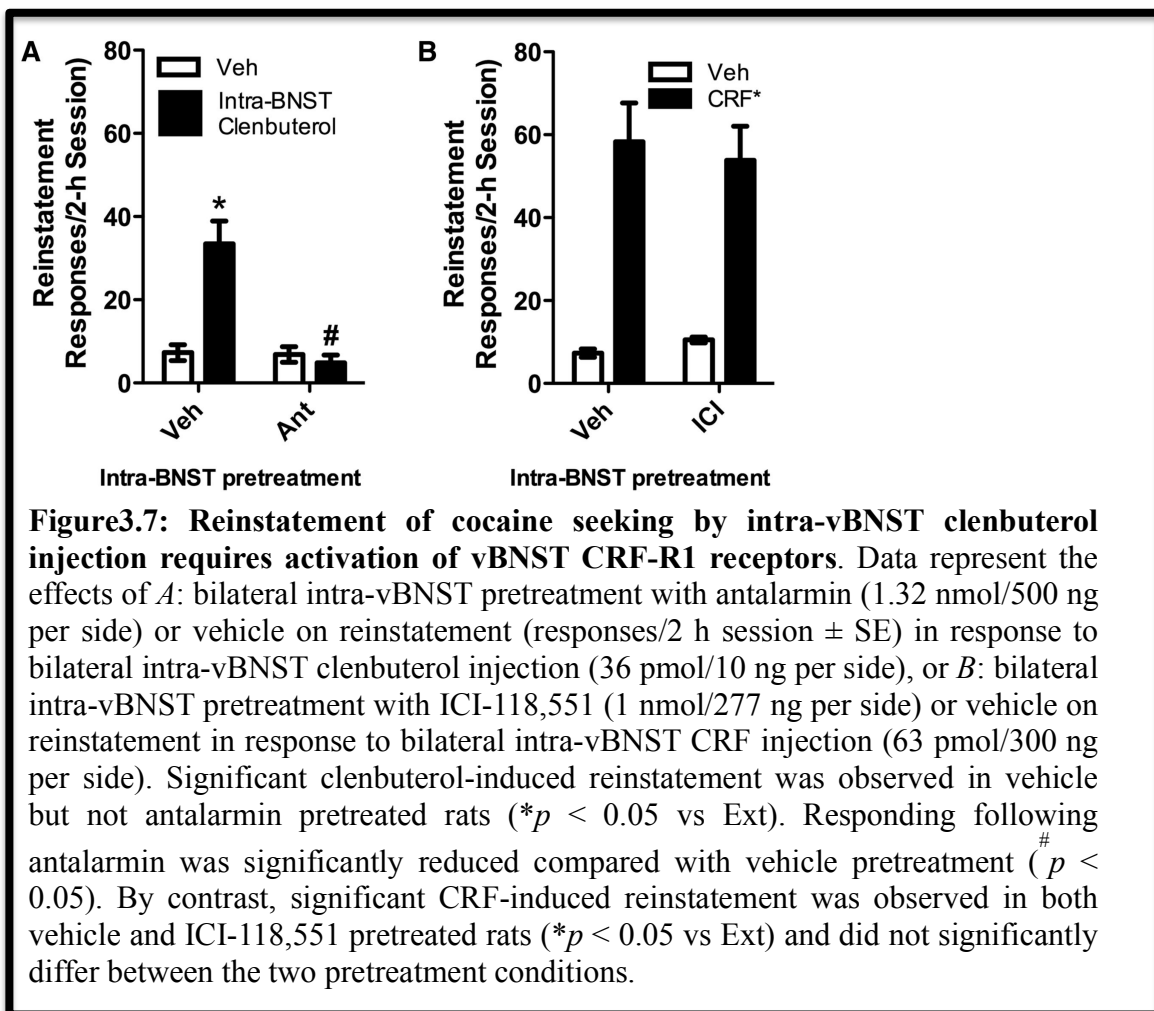 A
80
60
40
20
0
Reinstatement
Responses/2-h Session)
Veh
Intra-BNST
Clenbuterol
*
#
Veh
Ant
Intra-BNST pretreatment
B
80
60
40
20
0
Reinstatement
Responses/2-h Session)
Veh
CRF*
Veh
ICI
Intra-BNST pretreatment
Figure3.7: Reinstatement of cocaine seeking by intra-vBNST clenbuterol
injection requires activation of vBNST CRF-R1 receptors. Data represent the
effects of A: bilateral intra-vBNST pretreatment with antalarmin (1.32 nmol/500 ng
per side) or vehicle on reinstatement (responses/2 h session ± SE) in response to
bilateral intra-vBNST clenbuterol injection (36 pmol/10 ng per side), or B: bilateral
intra-vBNST pretreatment with ICI-118,551 (1 nmol/277 ng per side) or vehicle on
reinstatement in response to bilateral intra-vBNST CRF injection (63 pmol/300 ng
per side). Significant clenbuterol-induced reinstatement was observed in vehicle
but not antalarmin pretreated rats (*p < 0.05 vs Ext). Responding following
antalarmin was significantly reduced compared with vehicle pretreatment (#p <
0.05). By contrast, significant CRF-induced reinstatement was observed in both
vehicle and ICI-118,551 pretreated rats (*p < 0.05 vs Ext) and did not significantly
differ between the two pretreatment conditions.